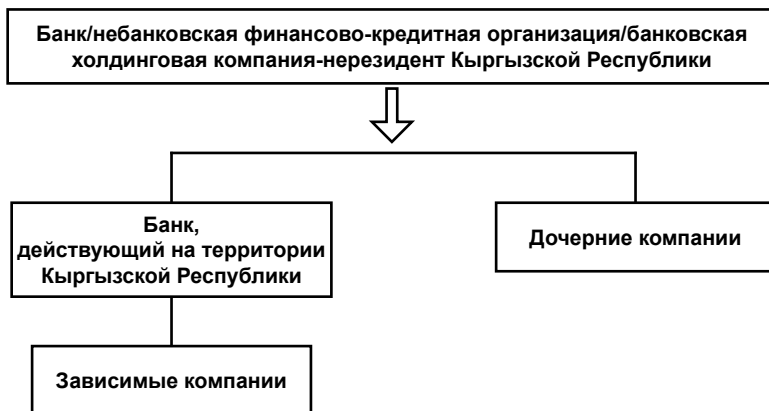 Банк/небанковская финансово-кредитная организация/банковская
холдинговая компания-нерезидент Кыргызской Республики
Банк,
действующий на территории
Кыргызской Республики
Дочерние компании
Зависимые компании